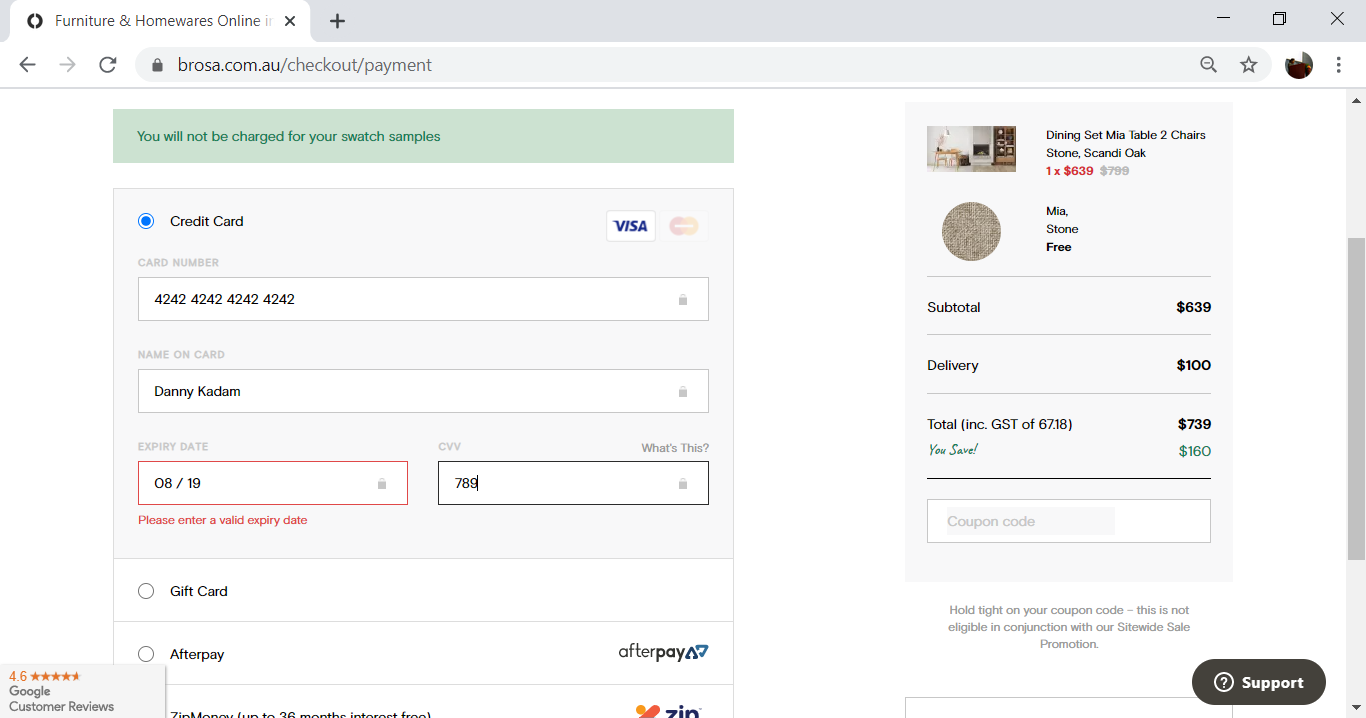 Furniture & Homewares Online in
brosa.com.au/checkout/payment
You will not be charged for your swatch samples
Credit Card
VISA
CARD NUMBER
4242 4242 4242 4242
NAME ON CARD
Danny Kadam
EXPIRY DATE
CVV
What's This?
08 / 19
789
Please enter a valid expiry date
Gift Card
Afterpay
afterpay
ZipMoney (up to 36 months interest free)
zip
4.6
Google
Customer Reviews
Dining Set Mia Table 2 Chairs
Stone, Scandi Oak
1 x $639 $799
Mia,
Stone
Free
Subtotal $639
Delivery $100
Total (inc. GST of 67.18) $739
You Save! $160
Coupon code
Hold tight on your coupon code – this is not
eligible in conjunction with our Sitewide Sale
Promotion.
? Support